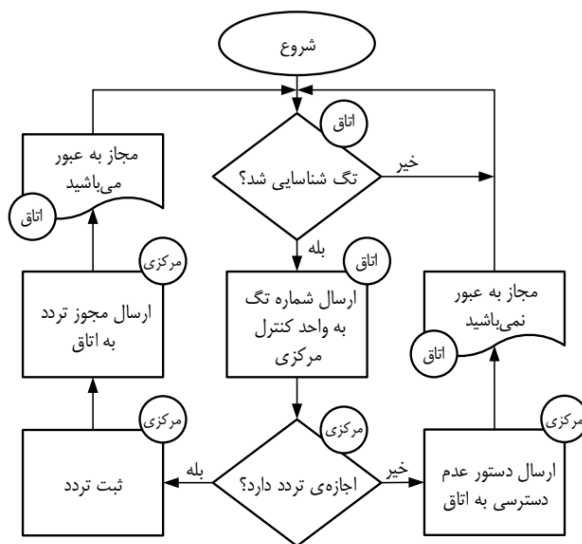 شروع
اتاق
تگ شناسایی شد؟
خیر
بله
مجاز به عبور
می‌باشید
اتاق
اتاق
ارسال شماره تگ
به واحد کنترل
مرکزی
مرکزی
ارسال مجوز تردد
به اتاق
مجاز به عبور
نمی‌باشید
اتاق
مرکزی
اجازه‌ی تردد دارد؟
بله
خیر
مرکزی
ثبت تردد
مرکزی
ارسال دستور عدم
دسترسی به اتاق